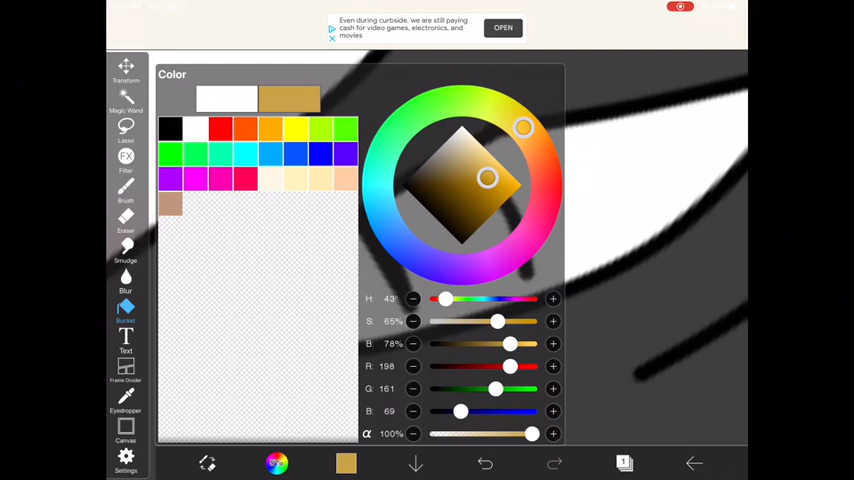 Even during curbside, we are still paying
cash for video games, electronics, and
movies
OPEN
Color
Transform
Magic Wand
Lasso
FX
Filter
Brush
Eraser
Smudge
Blur
Bucket
T
Text
Frame Divider
Eyedropper
Canvas
Settings
H: 43°
S: 65%
B: 78%
R: 198
G: 161
B: 69
α 100%
1